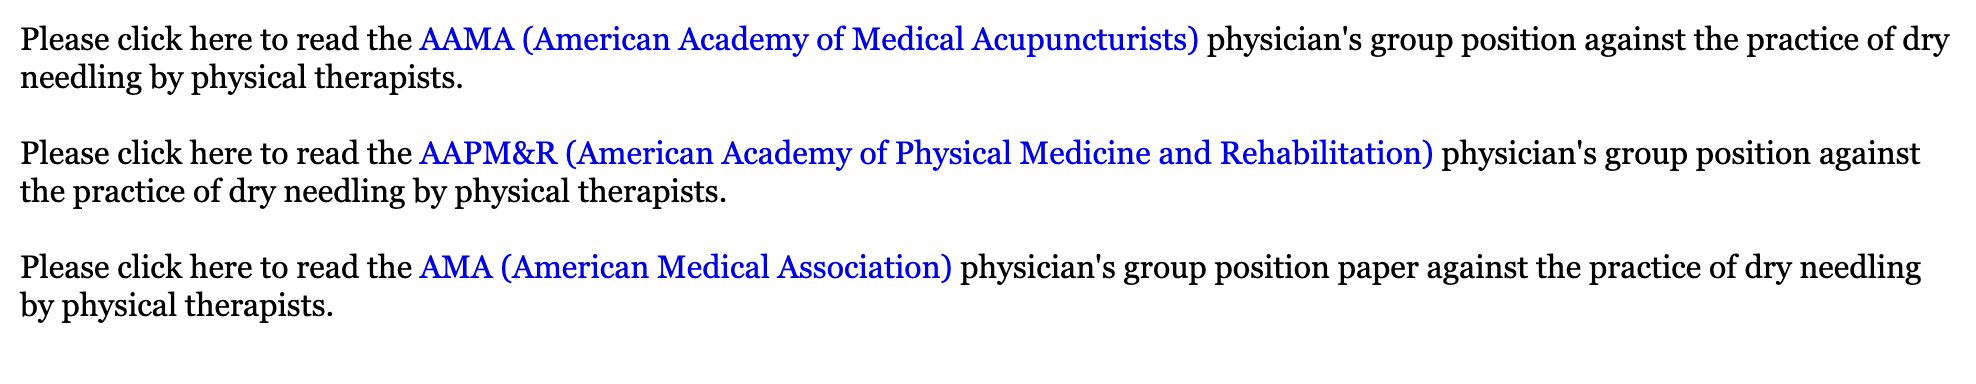 Please click here to read the AAMA (American Academy of Medical Acupuncturists) physician's group position against the practice of dry
needling by physical therapists.
Please click here to read the AAPM&R (American Academy of Physical Medicine and Rehabilitation) physician's group position against
the practice of dry needling by physical therapists.
Please click here to read the AMA (American Medical Association) physician's group position paper against the practice of dry needling
by physical therapists.